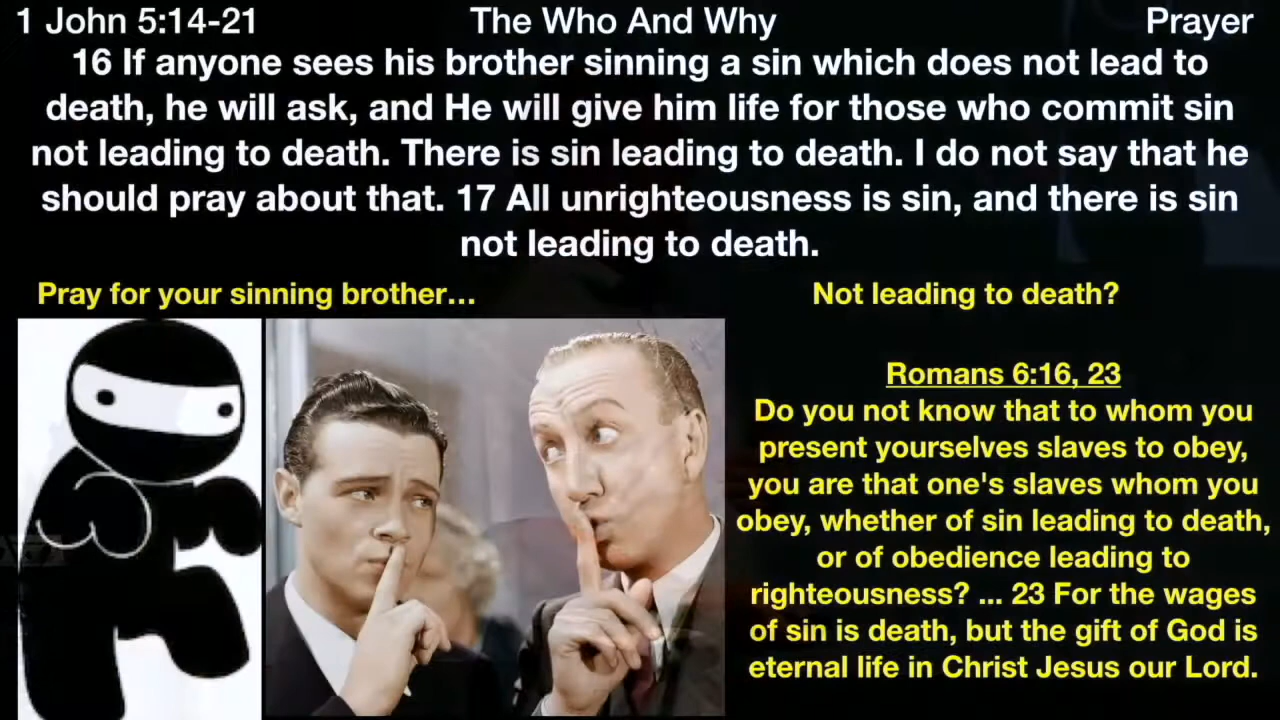 1 John 5:14-21 The Who And Why Prayer
16 If anyone sees his brother sinning a sin which does not lead to
death, he will ask, and He will give him life for those who commit sin
not leading to death. There is sin leading to death. I do not say that he
should pray about that. 17 All unrighteousness is sin, and there is sin
not leading to death.
Pray for your sinning brother...
Not leading to death?
Romans 6:16, 23
Do you not know that to whom you
present yourselves slaves to obey,
you are that one's slaves whom you
obey, whether of sin leading to death,
or of obedience leading to
righteousness? ... 23 For the wages
of sin is death, but the gift of God is
eternal life in Christ Jesus our Lord.